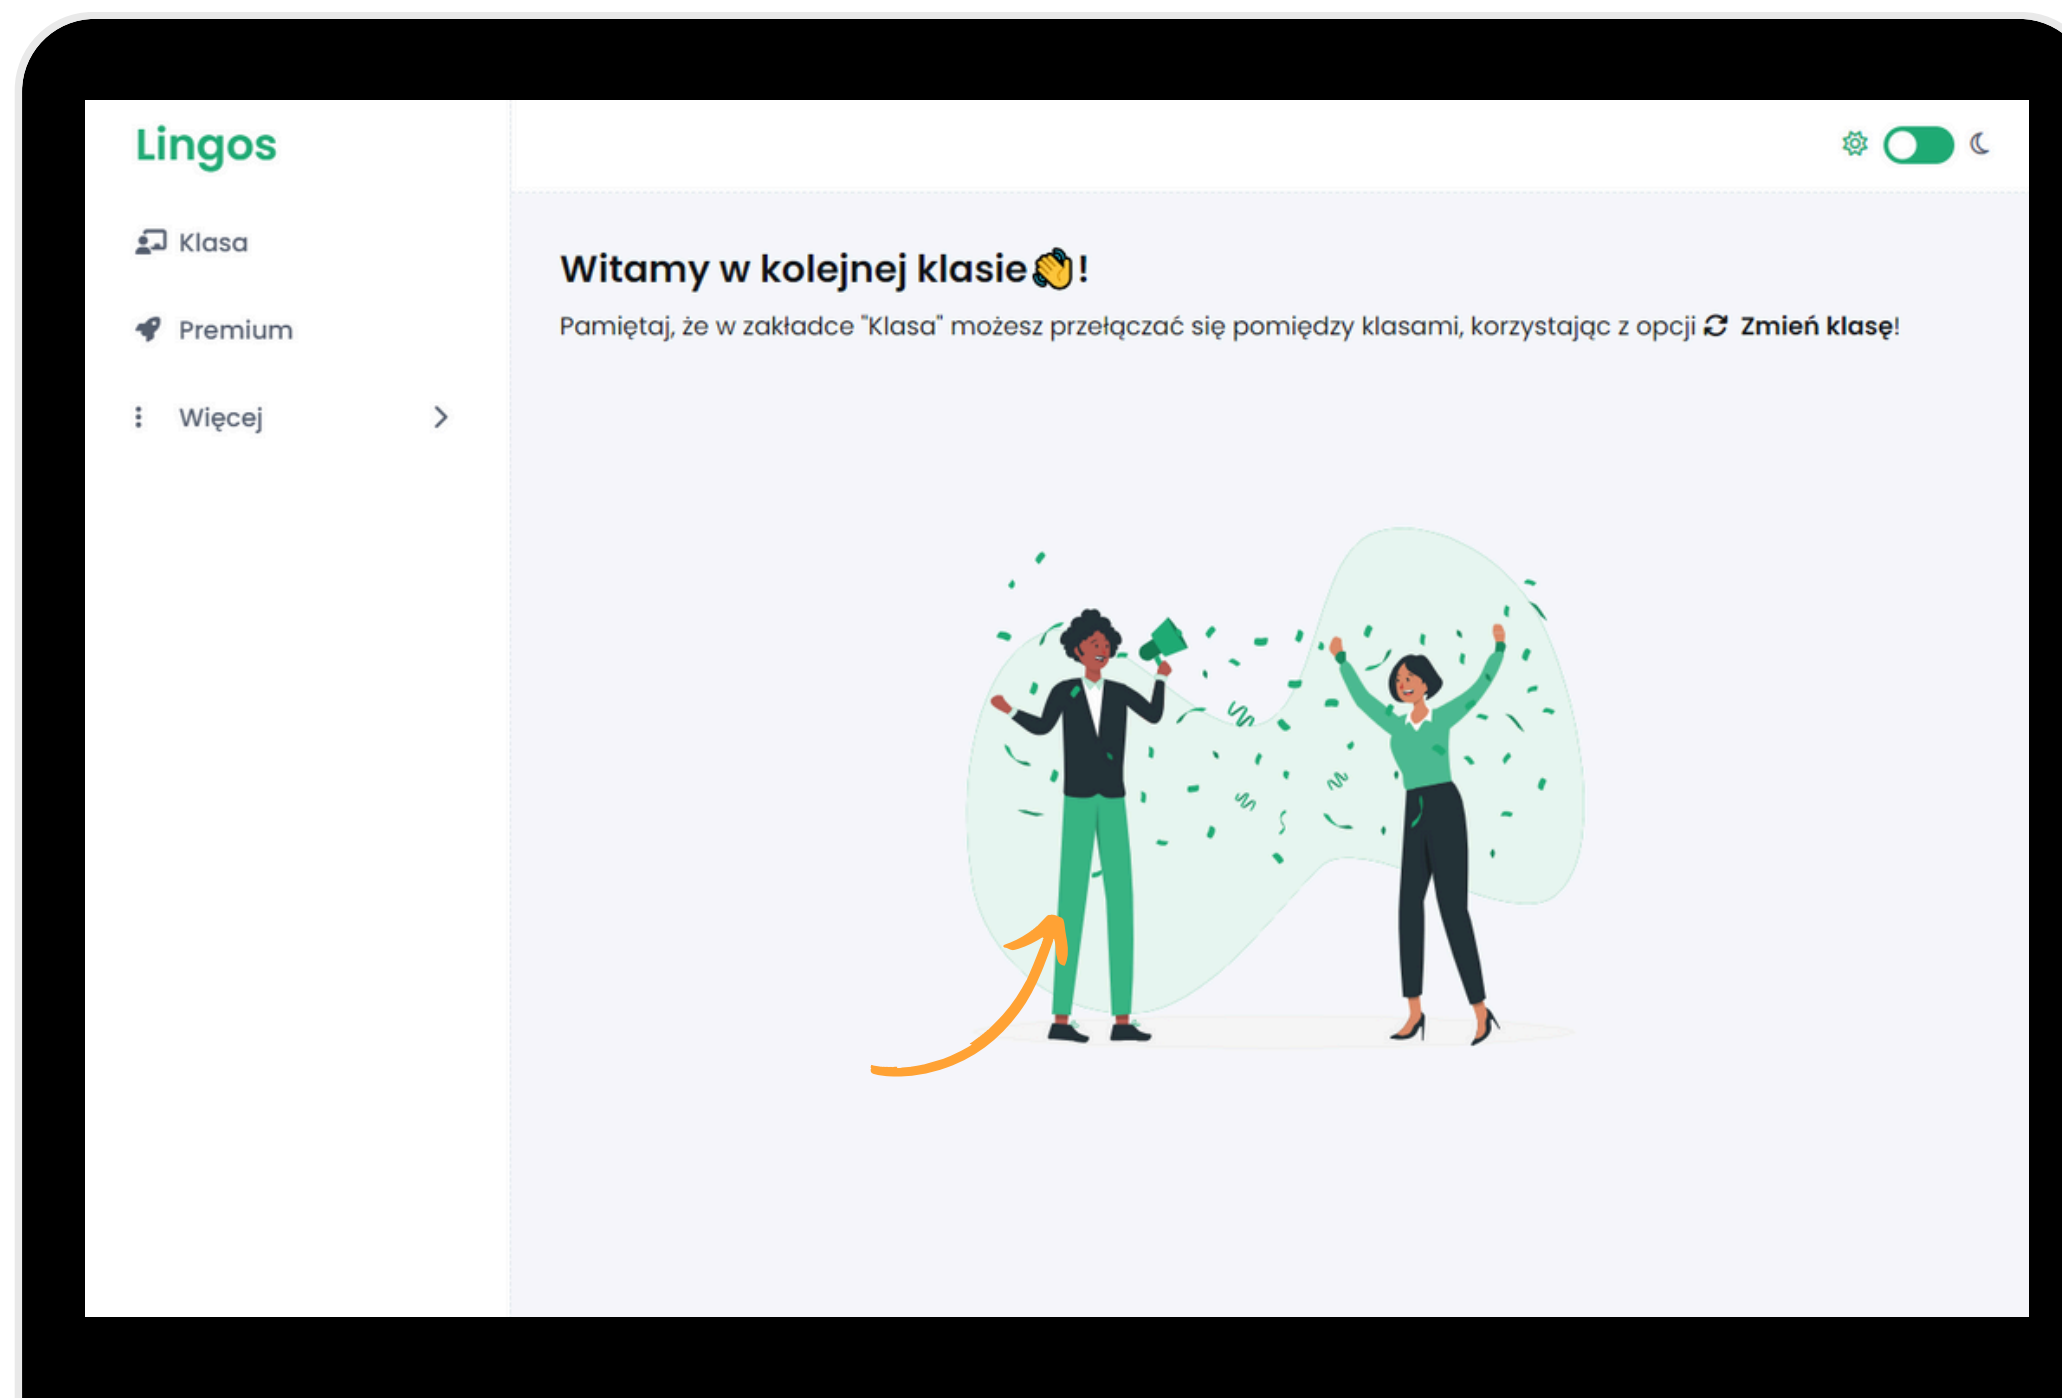 Lingos
Klasa
Premium
Więcej
Witamy w kolejnej klasie👋!
Pamiętaj, że w zakładce "Klasa" możesz przełączać się pomiędzy klasami, korzystając z opcji Zmień klasę!